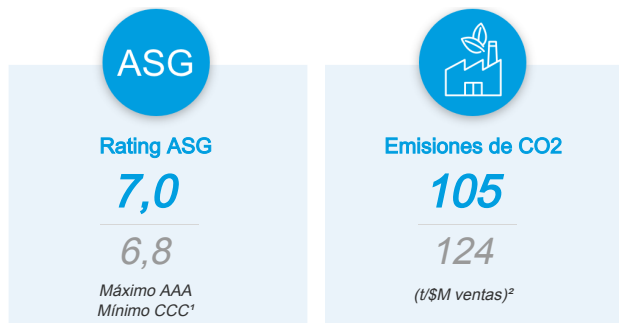 ASG
Rating ASG
7,0
6,8
Máximo AAA
Mínimo CCC¹
Emisiones de CO2
105
124
(t/$M ventas)²